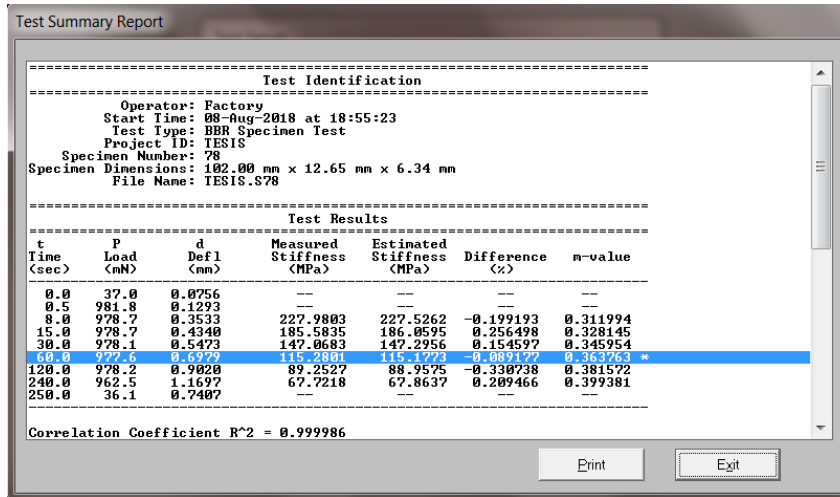 Test Summary Report
Test Identification
Operator: Factory
Start Time: 08-Aug-2018 at 18:55:23
Test Type: BBR Specimen Test
Project ID: TESIS
Specimen Number: 78
Specimen Dimensions: 102.00 mm x 12.65 mm x 6.34 mm
File Name: TESIS.S78
Test Results
t P d Measured Estimated
Time Load Defl Stiffness Stiffness Difference m-value
(sec) (mN) (mm) (MPa) (MPa) (%)
0.0 37.0 0.0756 -- -- -- --
0.5 981.8 0.1293 -- -- -- --
8.0 978.7 0.3533 227.9803 227.5262 -0.199193 0.311994
15.0 978.7 0.4340 185.5835 186.0595 0.256498 0.328145
30.0 978.1 0.5473 147.0683 147.2956 0.154597 0.345954
60.0 977.6 0.6979 115.2801 115.1773 -0.089177 0.363763 *
120.0 978.2 0.9020 89.2527 88.9575 -0.330738 0.381572
240.0 962.5 1.1697 67.7218 67.8637 0.209466 0.399381
250.0 36.1 0.7407 -- -- -- --
Correlation Coefficient R^2 = 0.999986
Print Exit